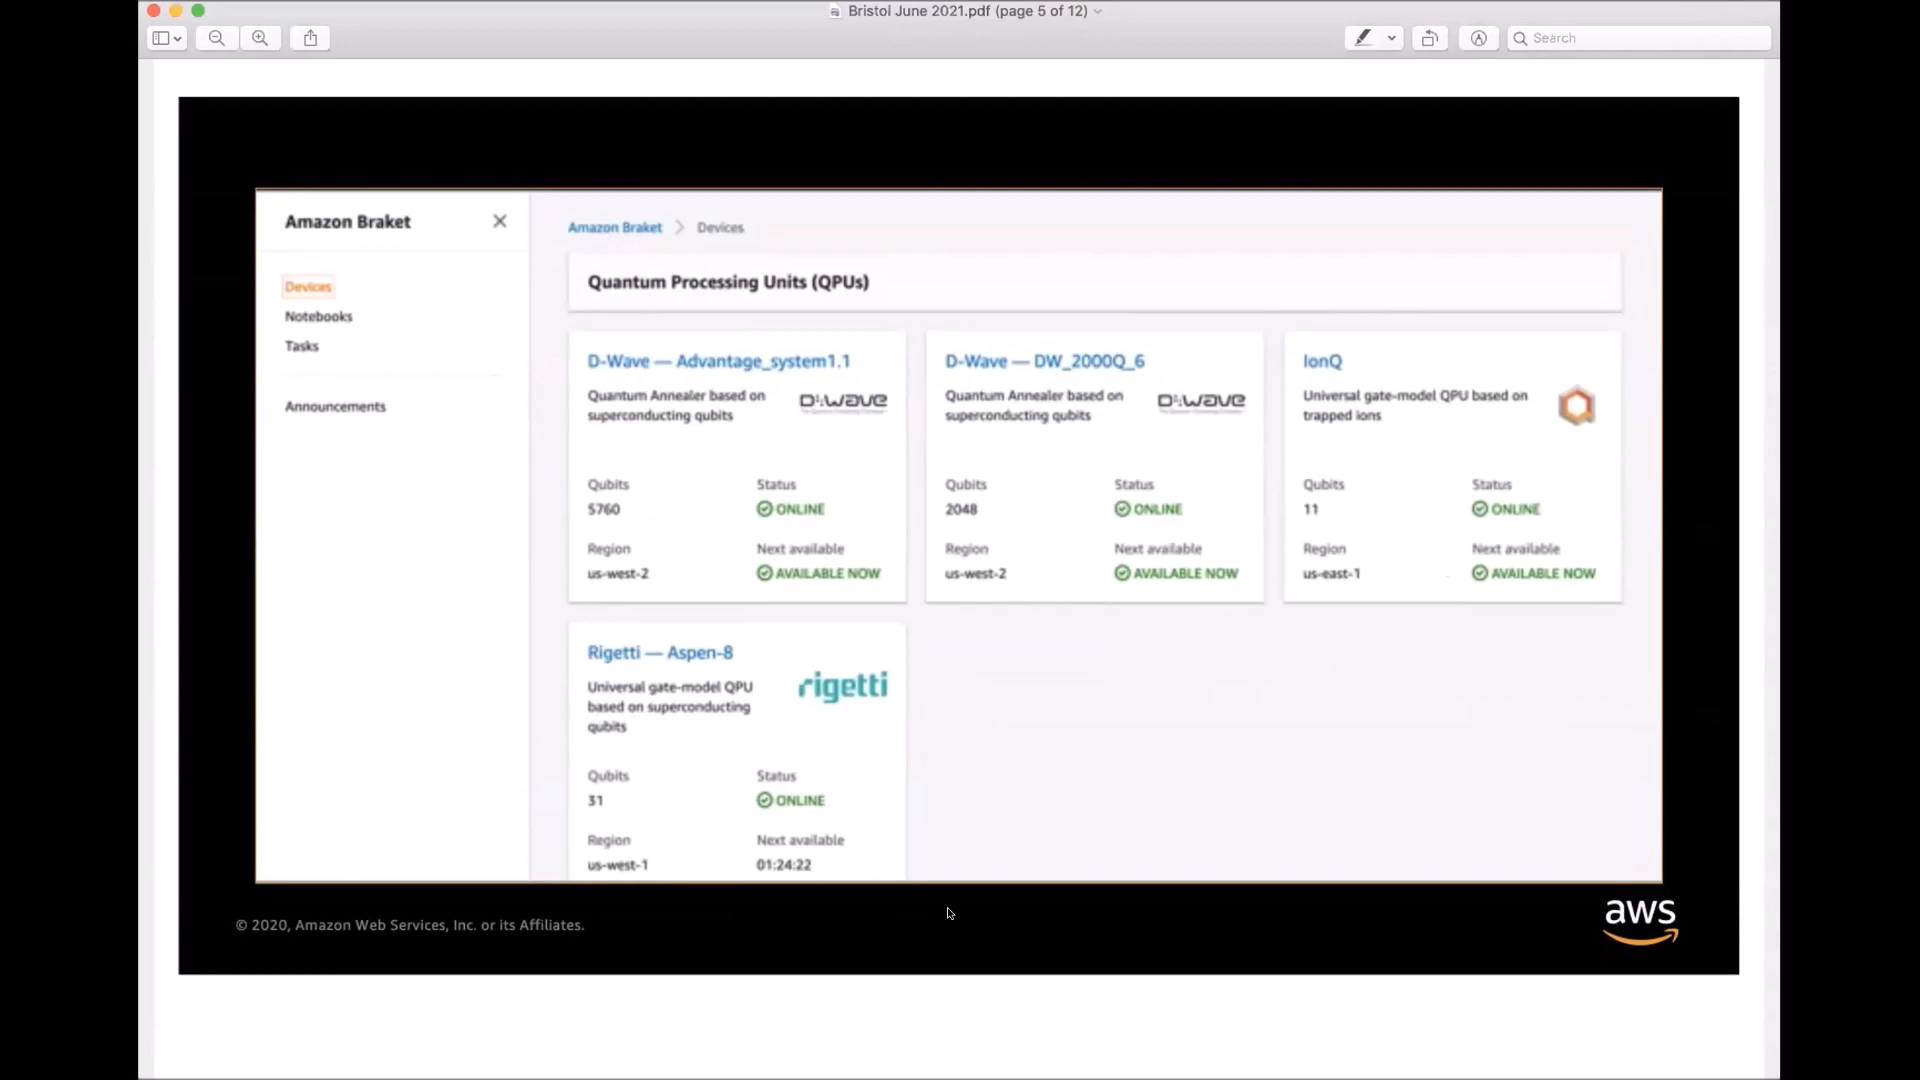 Bristol June 2021.pdf (page 5 of 12)
Search
Amazon Braket
Devices
Notebooks
Tasks
Announcements
Amazon Braket > Devices
Quantum Processing Units (QPUs)
D-Wave — Advantage_system1.1
Quantum Annealer based on
superconducting qubits
D:Wave
Qubits Status
5760 ONLINE
Region Next available
us-west-2 AVAILABLE NOW
D-Wave — DW_2000Q_6
Quantum Annealer based on
superconducting qubits
D:Wave
Qubits Status
2048 ONLINE
Region Next available
us-west-2 AVAILABLE NOW
IonQ
Universal gate-model QPU based on
trapped ions
Qubits Status
11 ONLINE
Region Next available
us-east-1 AVAILABLE NOW
Rigetti — Aspen-8
Universal gate-model QPU
based on superconducting
qubits
rigetti
Qubits Status
31 ONLINE
Region Next available
us-west-1 01:24:22
© 2020, Amazon Web Services, Inc. or its Affiliates.
aws